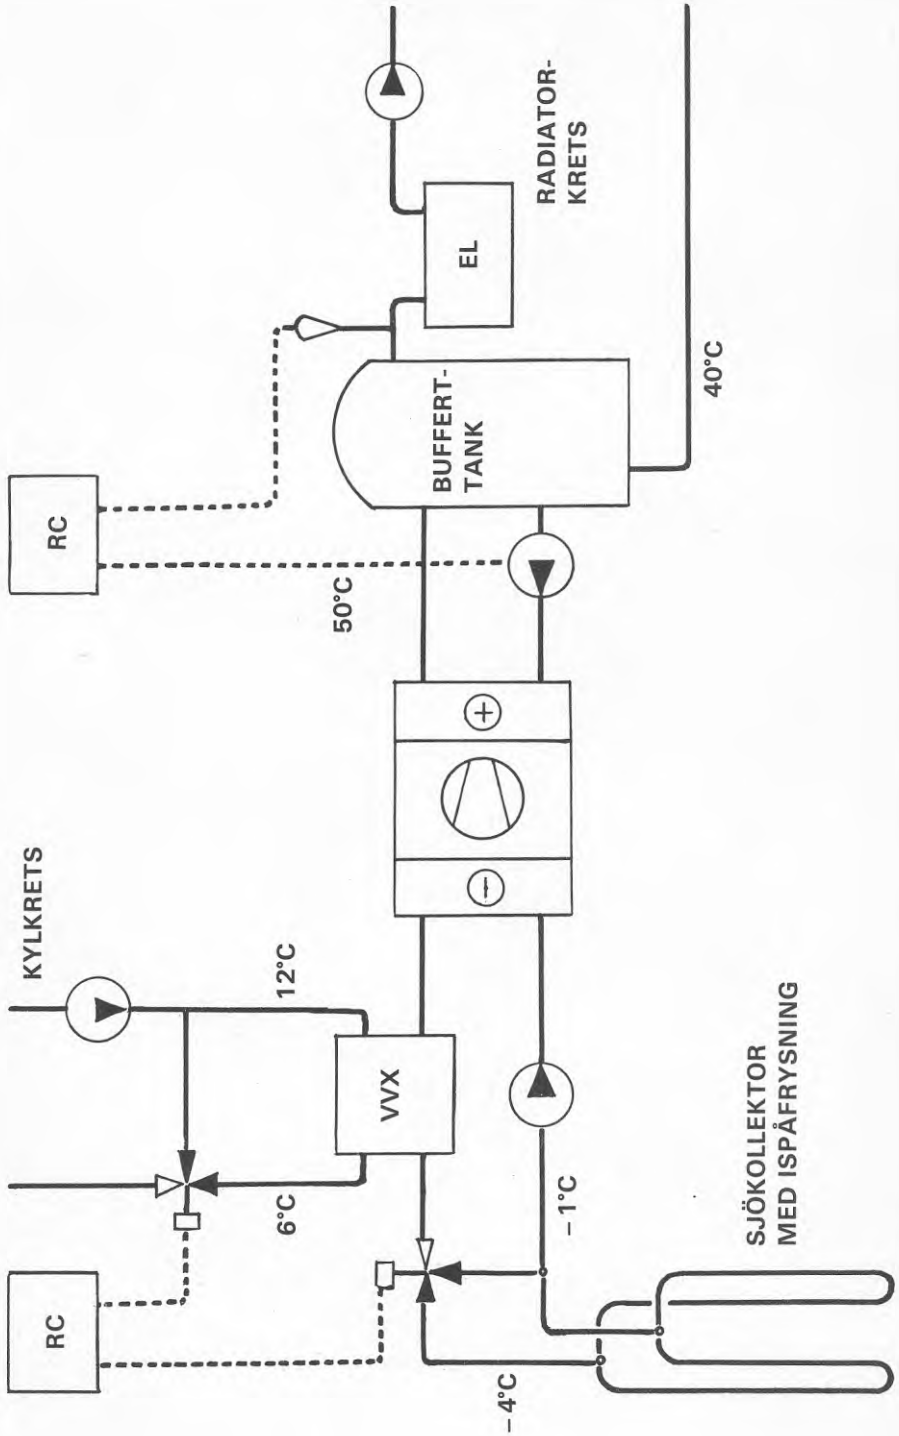 RC
RC
KYLKRETS
12°C
6°C
VVX
50°C
BUFFERT-
TANK
EL
RADIATOR-
KRETS
40°C
– 1°C
– 4°C
SJÖKOLLEKTOR
MED ISPÅFRYSNING